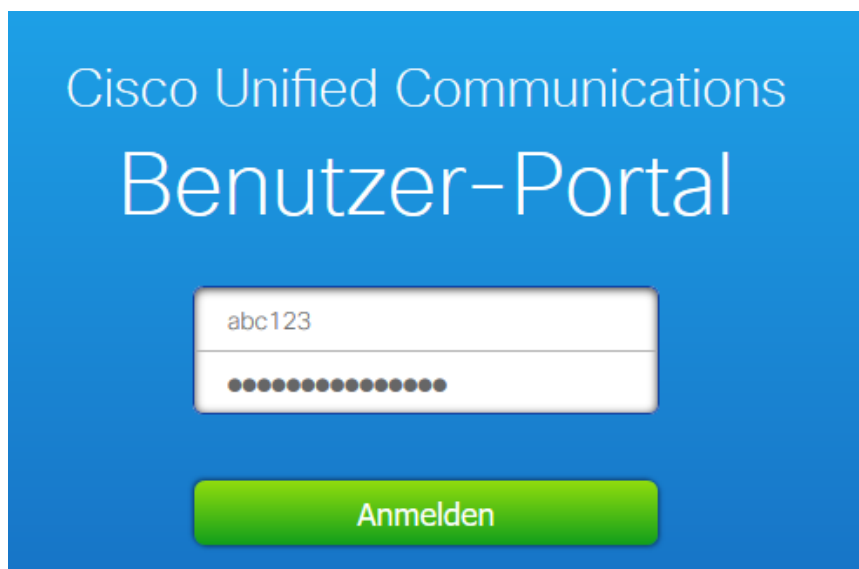 Cisco Unified Communications
Benutzer-Portal
abc123
●●●●●●●●●●●●●●●
Anmelden